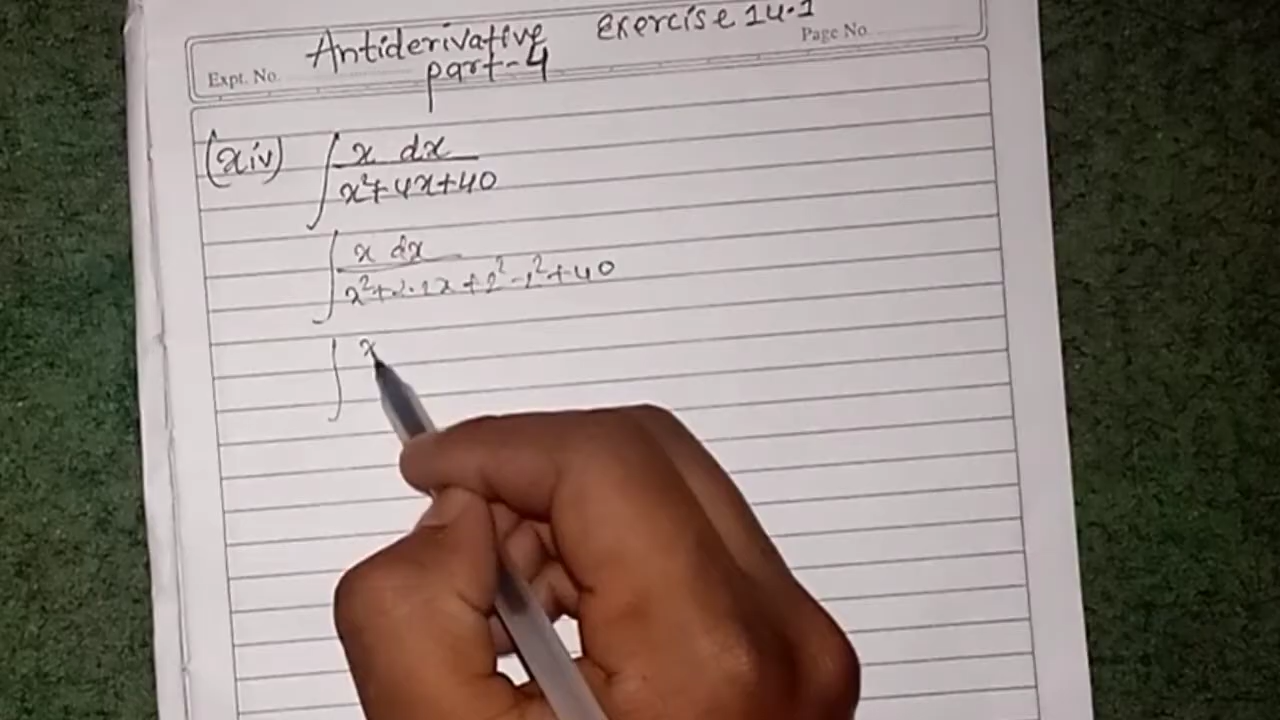 Antiderivative exercise 14.1
Expt. No. part-4 Page No.
(xiv) ∫ x dx / x²+4x+40
∫ x dx / x²+2·2x+2²-2²+40
∫ x